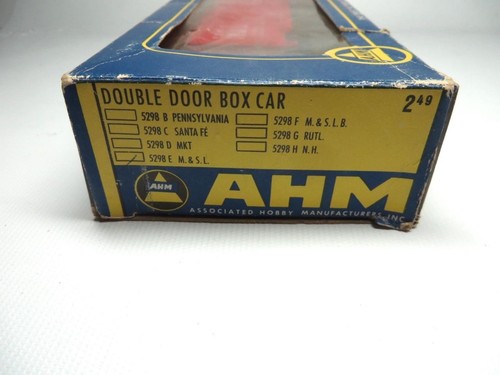 DOUBLE DOOR BOX CAR
2 49
5298 B PENNSYLVANIA
5298 C SANTA FÉ
5298 D MKT
5298 E M. & S.L.
5298 F M. & S.L.B.
5298 G RUTL.
5298 H N.H.
AHM
AHM
ASSOCIATED HOBBY MANUFACTURERS, INC